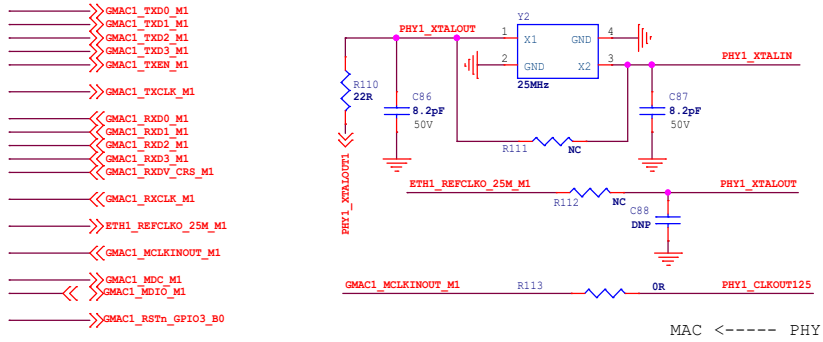 GMAC1_TXD0_M1
GMAC1_TXD1_M1
GMAC1_TXD2_M1
GMAC1_TXD3_M1
GMAC1_TXEN_M1
GMAC1_TXCLK_M1
GMAC1_RXD0_M1
GMAC1_RXD1_M1
GMAC1_RXD2_M1
GMAC1_RXD3_M1
GMAC1_RXDV_CRS_M1
GMAC1_RXCLK_M1
ETH1_REFCLKO_25M_M1
GMAC1_MCLKINOUT_M1
GMAC1_MDC_M1
GMAC1_MDIO_M1
GMAC1_RSTn_GPIO3_B0
Y2
PHY1_XTALOUT 1 X1 GND 4
2 GND X2 3 PHY1_XTALIN
25MHz
R110
22R
C86
8.2pF
50V
C87
8.2pF
50V
R111 NC
PHY1_XTALOUT1
ETH1_REFCLKO_25M_M1 R112 NC PHY1_XTALOUT
C88
DNP
GMAC1_MCLKINOUT_M1 R113 0R PHY1_CLKOUT125
MAC <----- PHY